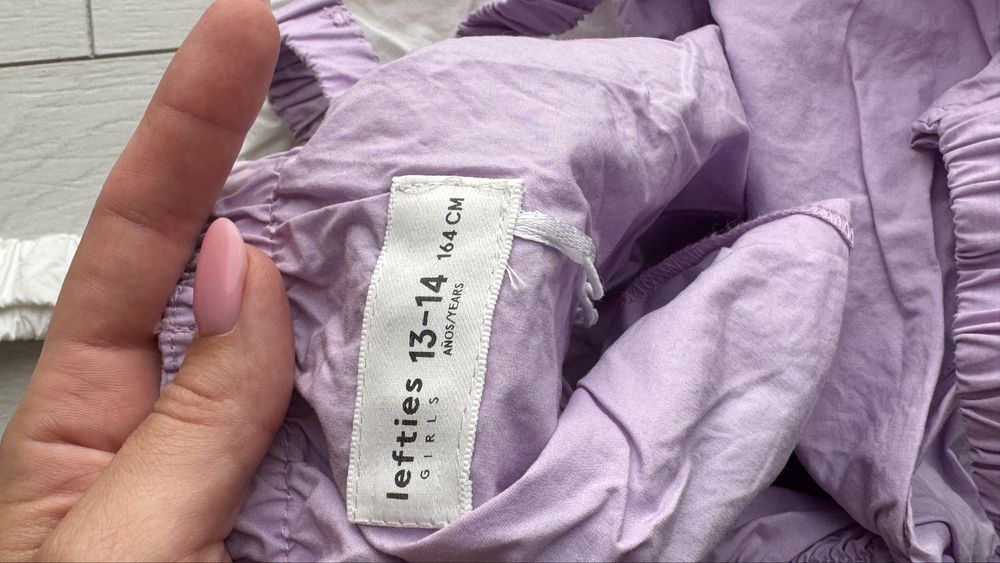 lefties
GIRLS
13-14
AÑOS/YEARS
164 CM